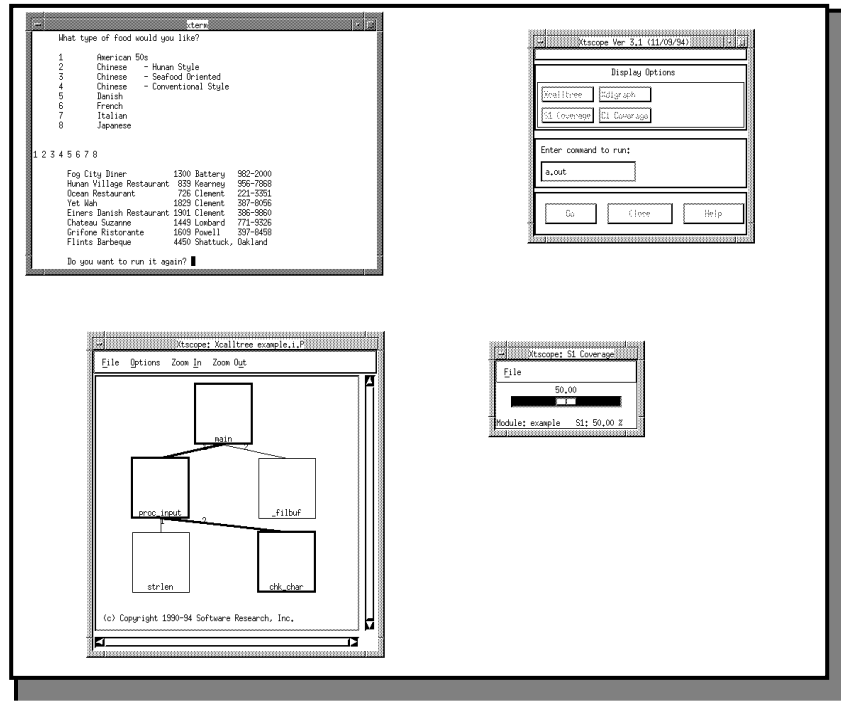 xterm
What type of food would you like?
1 American 50s
2 Chinese - Hunan Style
3 Chinese - Seafood Oriented
4 Chinese - Conventional Style
5 Danish
6 French
7 Italian
8 Japanese
1 2 3 4 5 6 7 8
Fog City Diner 1300 Battery 982-2000
Hunan Village Restaurant 839 Kearney 956-7868
Ocean Restaurant 726 Clement 221-3351
Yet Wah 1829 Clement 387-8056
Einers Danish Restaurant 1901 Clement 386-9860
Chateau Suzanne 1449 Lombard 771-9326
Grifone Ristorante 1609 Powell 397-8458
Flints Barbeque 4450 Shattuck, Oakland
Do you want to run it again?
Xtscope Ver 3.1 (11/09/94)
Display Options
Xcalltree Xdigraph
S1 Coverage C1 Coverage
Enter command to run:
a.out
Go Close Help
Xtscope: Xcalltree example.i.P
File Options Zoom In Zoom Out
main
1 2
proc_input _filbuf
1 2
strlen chk_char
(c) Copyright 1990-94 Software Research, Inc.
Xtscope: S1 Coverage
File
50.00
Module: example S1: 50.00 %